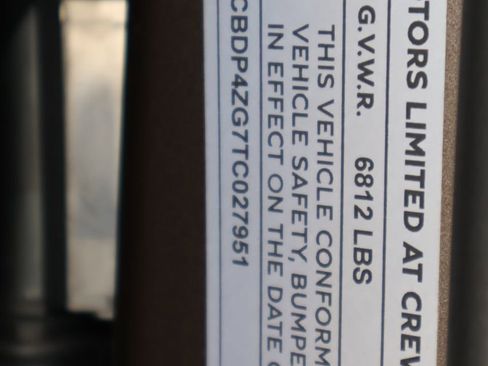 TORS LIMITED AT CREW
G.V.W.R. 6812 LBS
THIS VEHICLE CONFORM
VEHICLE SAFETY, BUMPE
IN EFFECT ON THE DATE
CBDP4ZG7TC027951